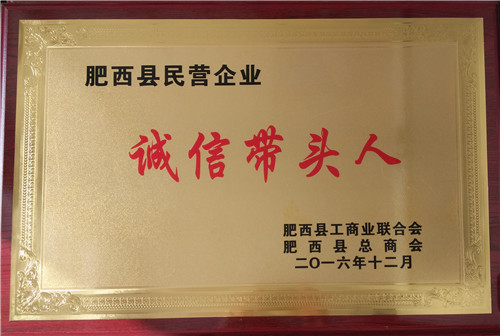 肥西县民营企业
诚信带头人
肥西县工商业联合会
肥西县总商会
二〇一六年十二月